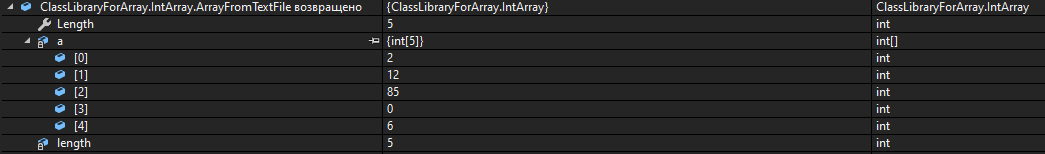 ClassLibraryForArray.IntArray.ArrayFromTextFile возвращено {ClassLibraryForArray.IntArray} ClassLibraryForArray.IntArray
Length 5 int
a {int[5]} int[]
[0] 2 int
[1] 12 int
[2] 85 int
[3] 0 int
[4] 6 int
length 5 int